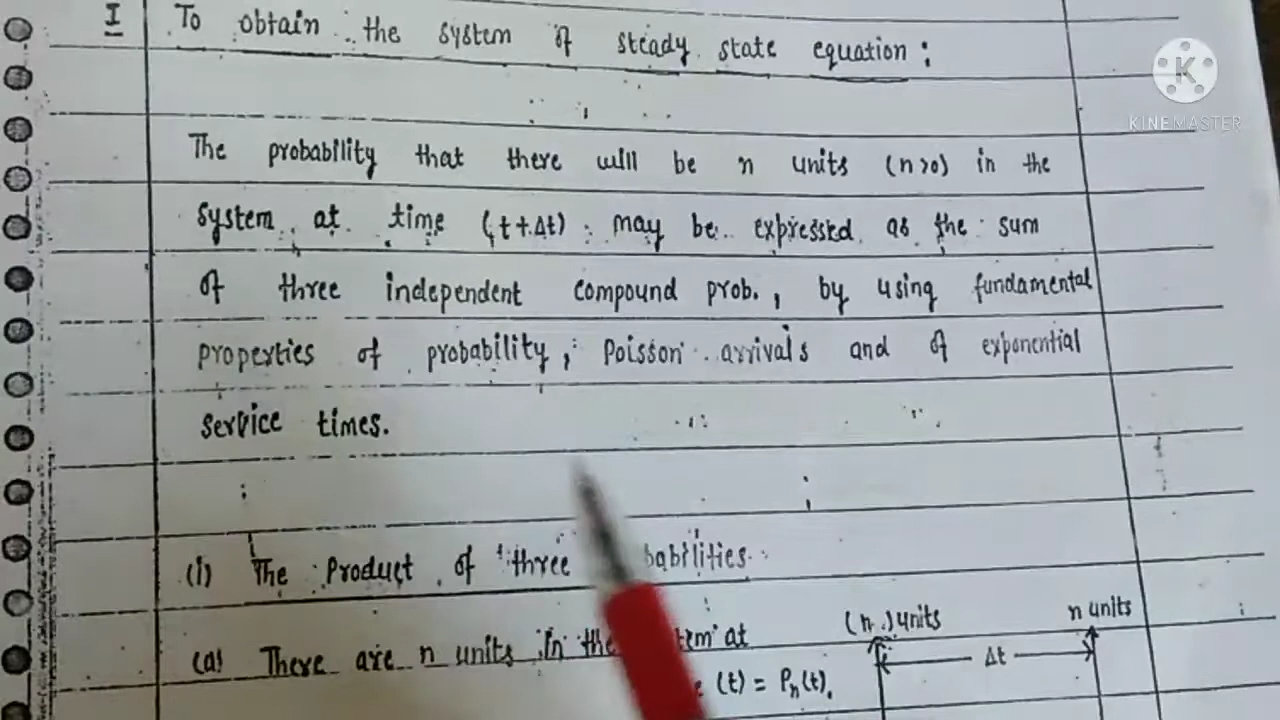 I To obtain the system of steady state equation :
The probability that there will be n units (n>0) in the
system at time (t+Δt) may be expressed as the sum
of three independent compound prob., by using fundamental
properties of probability, Poisson arrivals and of exponential
service times.
(i) The Product of three
(a) There are n units in the at
(t) = Pn(t).
(n ) units
n units
Δt
K
KINEMASTER